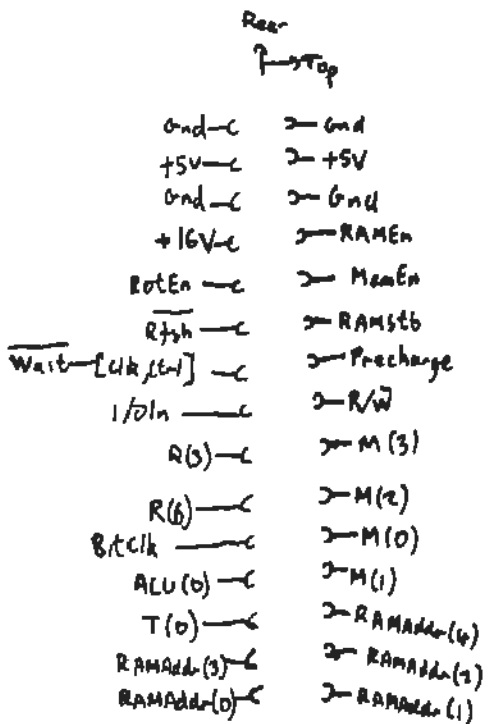 Rear
Top
Gnd Gnd
+5V +5V
Gnd Gnd
+16V RAMEn
RotEn MemEn
Rfsh RAMStb
Wait [Clk,Ctrl] Precharge
I/OIn R/W
R(3) M(3)
R(6) M(2)
BitClk M(0)
ALU(0) M(1)
T(0) RAMAddr(4)
RAMAddr(3) RAMAddr(2)
RAMAddr(0) RAMAddr(1)